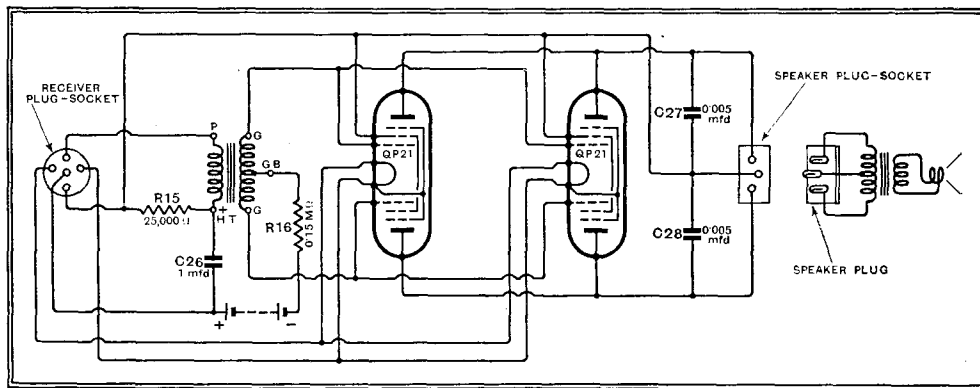 RECEIVER
PLUG-SOCKET
P
G
GB
G
R15
25,000 Ω
+
HT
R16
0·15 MΩ
C26
1 mfd
+
-
QP21
QP21
C27
0·005
mfd
C28
0·005
mfd
SPEAKER PLUG-SOCKET
SPEAKER PLUG